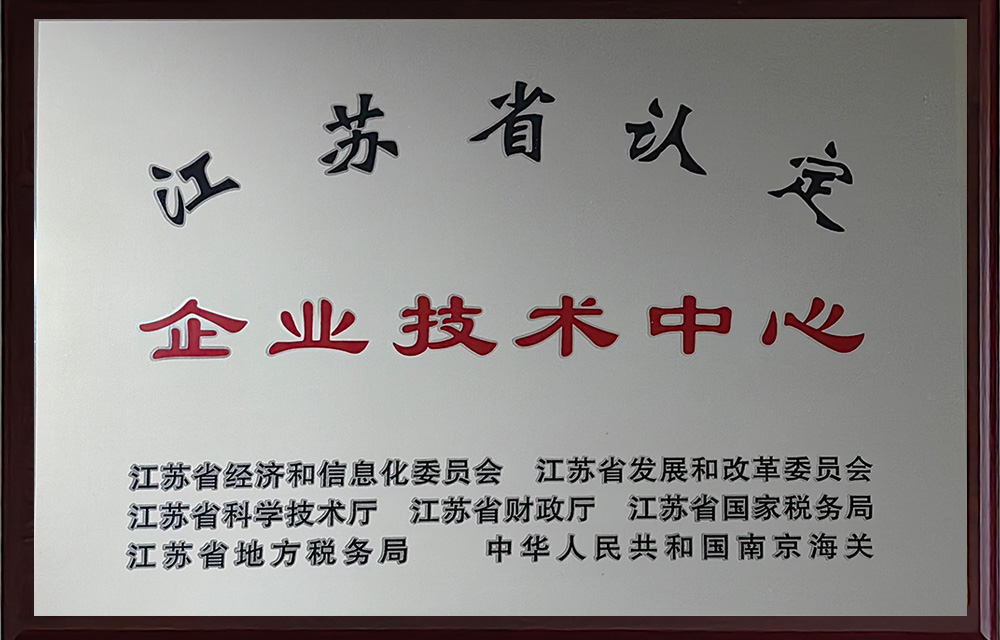 江苏省认定
企业技术中心
江苏省经济和信息化委员会 江苏省发展和改革委员会
江苏省科学技术厅 江苏省财政厅 江苏省国家税务局
江苏省地方税务局 中华人民共和国南京海关